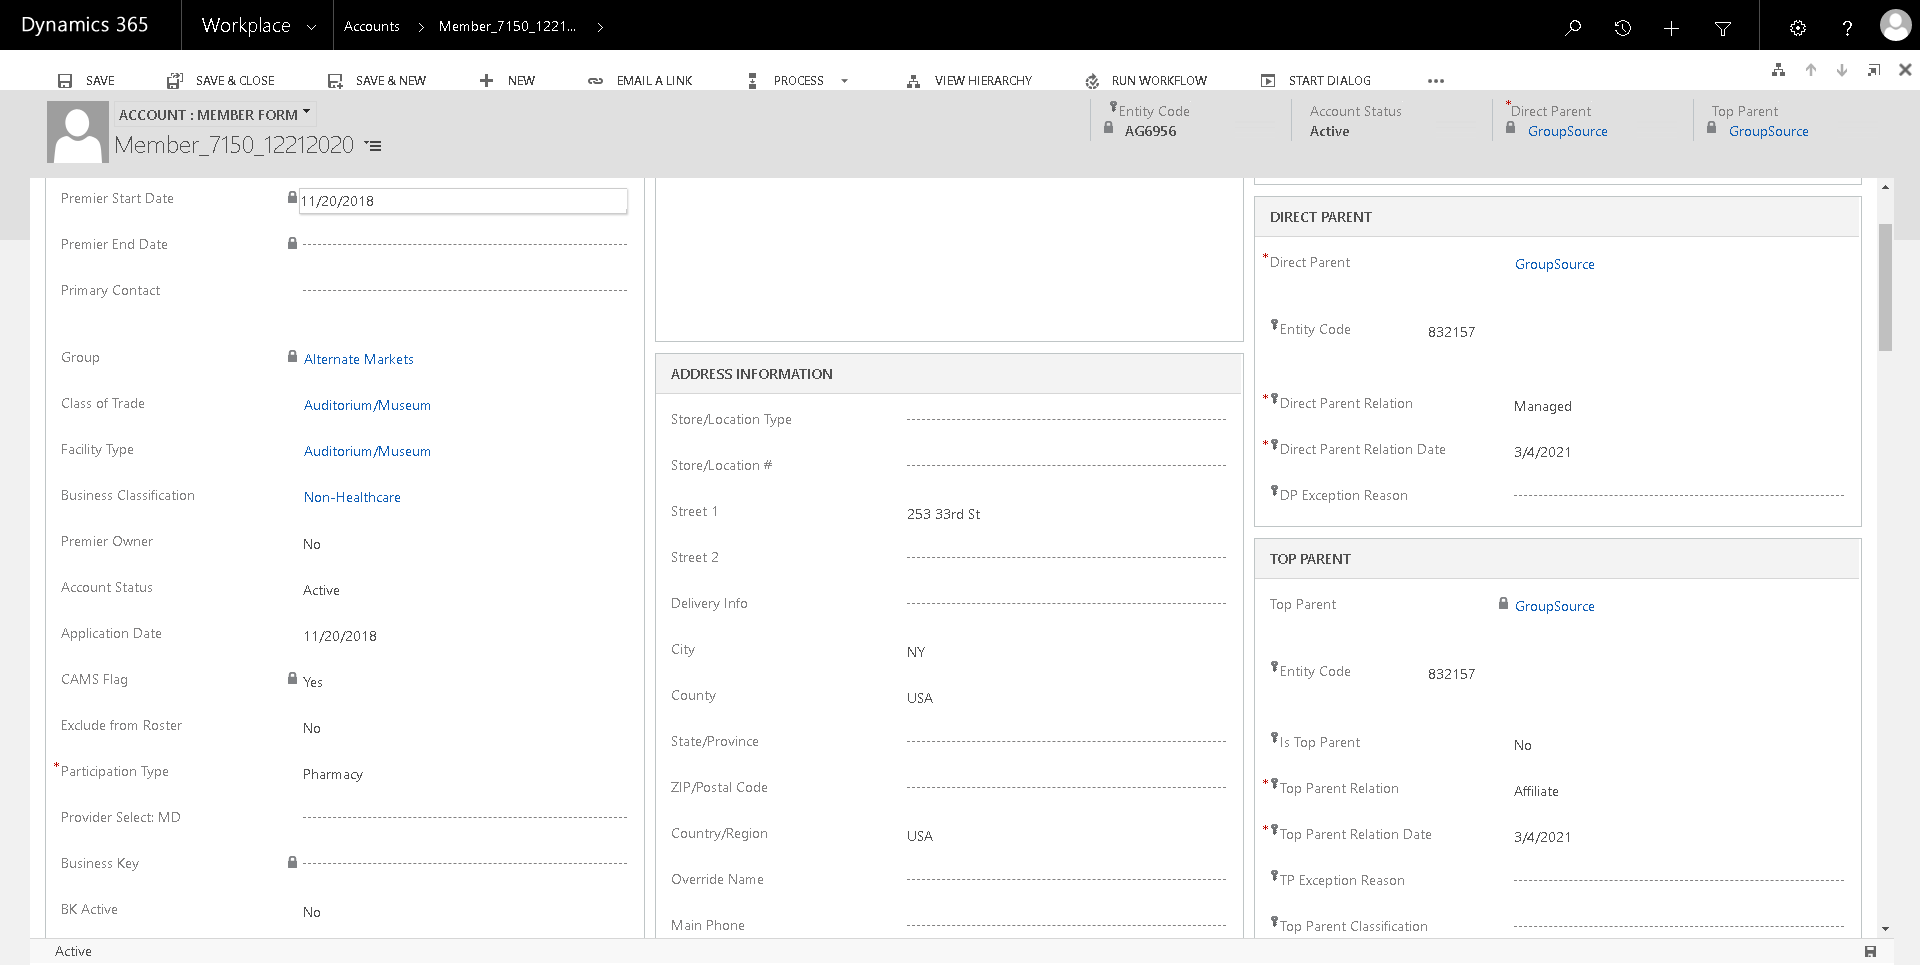 Dynamics 365 Workplace Accounts > Member_7150_1221... >
SAVE SAVE & CLOSE SAVE & NEW NEW EMAIL A LINK PROCESS VIEW HIERARCHY RUN WORKFLOW START DIALOG •••
ACCOUNT : MEMBER FORM
Member_7150_12212020
Entity Code
AG6956
Account Status
Active
*Direct Parent
GroupSource
Top Parent
GroupSource
Premier Start Date 11/20/2018
Premier End Date
Primary Contact
Group Alternate Markets
Class of Trade Auditorium/Museum
Facility Type Auditorium/Museum
Business Classification Non-Healthcare
Premier Owner No
Account Status Active
Application Date 11/20/2018
CAMS Flag Yes
Exclude from Roster No
*Participation Type Pharmacy
Provider Select: MD
Business Key
BK Active No
ADDRESS INFORMATION
Store/Location Type
Store/Location #
Street 1 253 33rd St
Street 2
Delivery Info
City NY
County USA
State/Province
ZIP/Postal Code
Country/Region USA
Override Name
Main Phone
DIRECT PARENT
*Direct Parent GroupSource
Entity Code 832157
*Direct Parent Relation Managed
*Direct Parent Relation Date 3/4/2021
DP Exception Reason
TOP PARENT
Top Parent GroupSource
Entity Code 832157
Is Top Parent No
*Top Parent Relation Affiliate
*Top Parent Relation Date 3/4/2021
TP Exception Reason
Top Parent Classification
Active